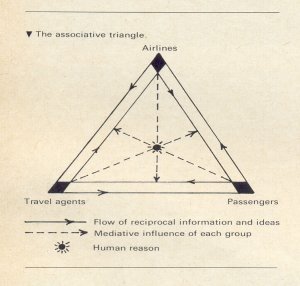 ▼ The associative triangle.
Airlines
Travel agents
Passengers
Flow of reciprocal information and ideas
Mediative influence of each group
Human reason